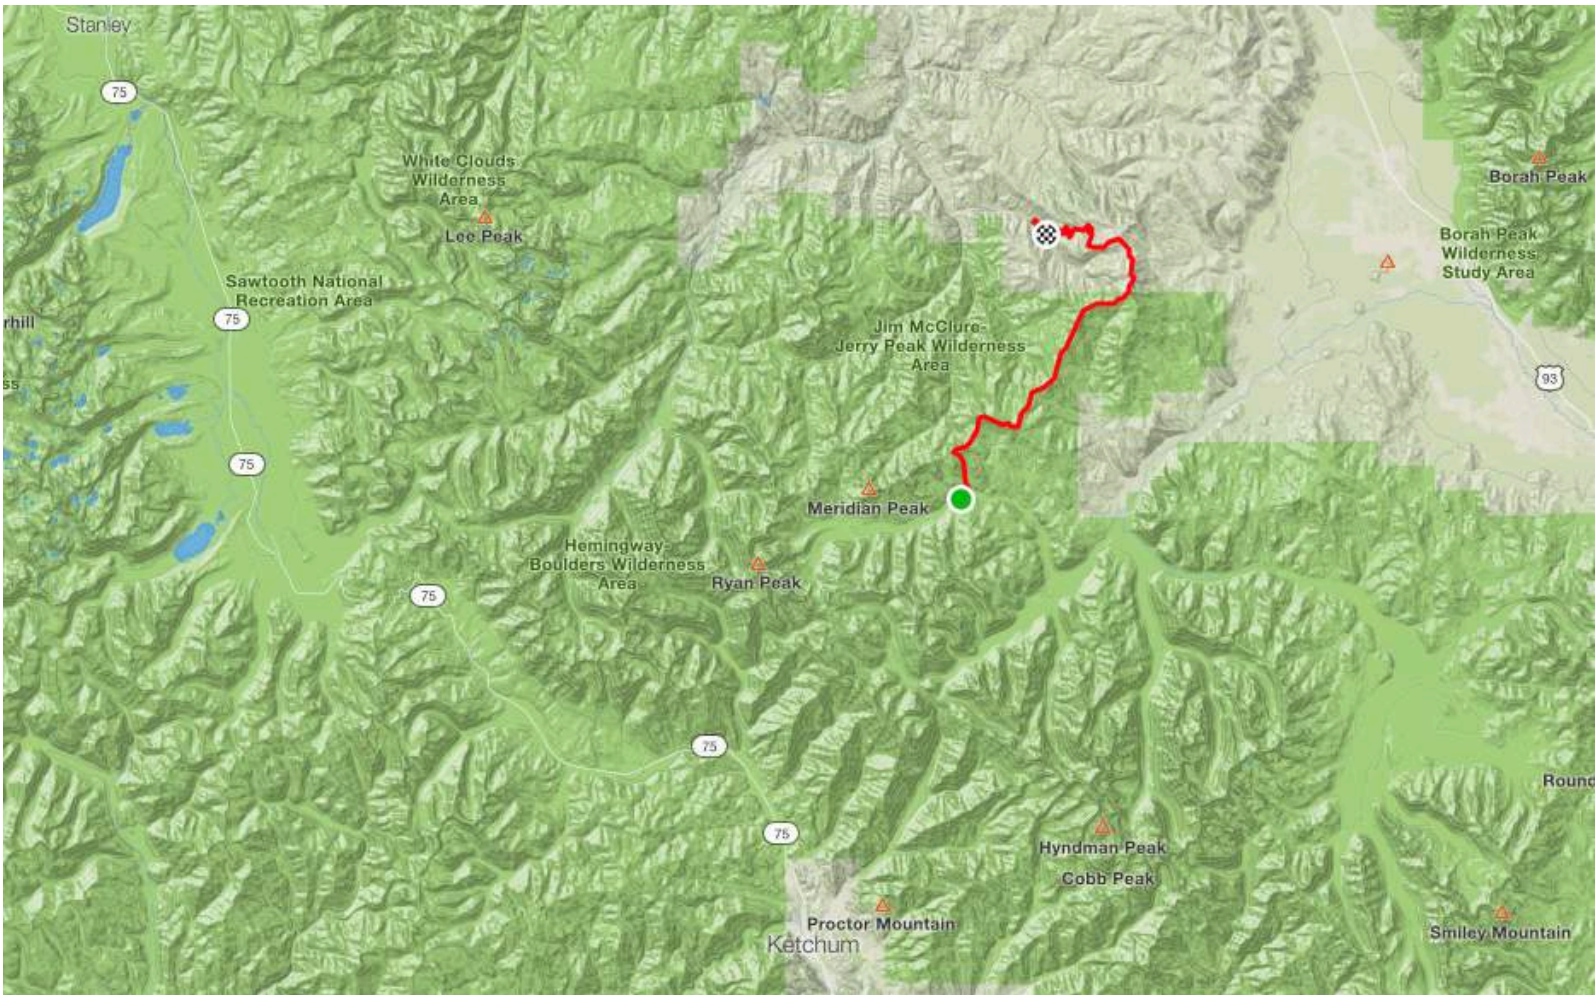 Stanley
75
White Clouds
Wilderness
Area
Lee Peak
Borah Peak
Borah Peak
Wilderness
Study Area
Sawtooth National
Recreation Area
75
rhill
Jim McClure-
Jerry Peak Wilderness
Area
ss
93
75
Meridian Peak
Hemingway-
Boulders Wilderness
Area
Ryan Peak
75
75
Round
75
Hyndman Peak
Cobb Peak
Proctor Mountain
Ketchum
Smiley Mountain